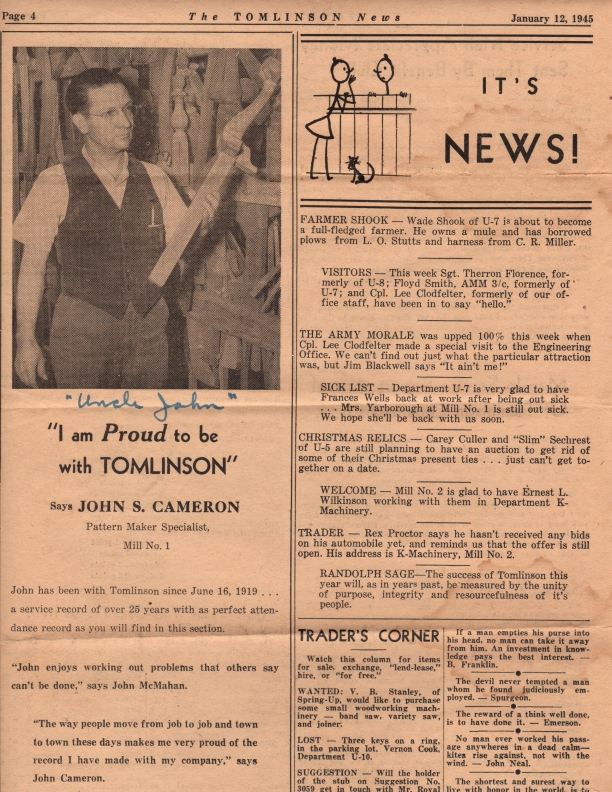 Page 4
The TOMLINSON News
January 12, 1945
"Uncle John"
"I am Proud to be
with TOMLINSON"
Says JOHN S. CAMERON
Pattern Maker Specialist,
Mill No. 1
John has been with Tomlinson since June 16, 1919 . . .
a service record of over 25 years with as perfect atten-
dance record as you will find in this section.
"John enjoys working out problems that others say
can't be done," says John McMahan.
"The way people move from job to job and town
to town these days makes me very proud of the
record I have made with my company," says
John Cameron.
IT'S
NEWS!
FARMER SHOOK — Wade Shook of U-7 is about to become
a full-fledged farmer. He owns a mule and has borrowed
plows from L. O. Stutts and harness from C. R. Miller.
VISITORS — This week Sgt. Therron Florence, for-
merly of U-8; Floyd Smith, AMM 3/c, formerly of
U-7; and Cpl. Lee Clodfelter, formerly of our of-
fice staff, have been in to say "hello."
THE ARMY MORALE was upped 100% this week when
Cpl. Lee Clodfelter made a special visit to the Engineering
Office. We can't find out just what the particular attraction
was, but Jim Blackwell says "It ain't me!"
SICK LIST — Department U-7 is very glad to have
Frances Wells back at work after being out sick
. . . Mrs. Yarborough at Mill No. 1 is still out sick.
We hope she'll be back with us soon.
CHRISTMAS RELICS — Carey Culler and "Slim" Sechrest
of U-5 are still planning to have an auction to get rid of
some of their Christmas present ties . . . just can't get to-
gether on a date.
WELCOME — Mill No. 2 is glad to have Ernest L.
Wilkinson working with them in Department K-
Machinery.
TRADER — Rex Proctor says he hasn't received any bids
on his automobile yet, and reminds us that the offer is still
open. His address is K-Machinery, Mill No. 2.
RANDOLPH SAGE—The success of Tomlinson this
year will, as in years past, be measured by the unity
of purpose, integrity and resourcefulness of it's
people.
TRADER'S CORNER
Watch this column for items
for sale, exchange, "lend-lease,"
hire, or "for free."
WANTED: V. B. Stanley, of
Spring-Up, would like to purchase
some small woodworking mach-
inery — band saw, variety saw,
and joiner.
LOST — Three keys on a ring,
in the parking lot. Vernon Cook,
Department U-10.
SUGGESTION — Will the holder
of the stub on Suggestion No.
3059 get in touch with Mr. Royal
If a man empties his purse into
his head, no man can take it away
from him. An investment in know-
ledge pays the best interest. —
B. Franklin.
The devil never tempted a man
whom he found judiciously em-
ployed. — Spurgeon.
The reward of a think well done,
is to have done it. — Emerson.
No man ever worked his pass-
age anywheres in a dead calm—
kites rise against, not with the
wind. — John Neal.
The shortest and surest way to
live with honor in the world, is to